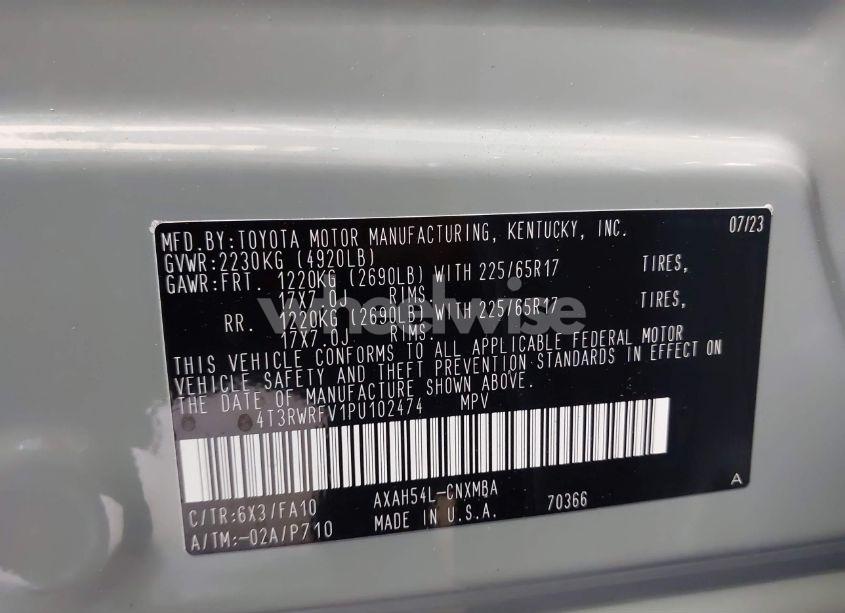 MFD.BY:TOYOTA MOTOR MANUFACTURING, KENTUCKY, INC. 07/23
GVWR:2230KG (4920LB)
GAWR:FRT. 1220KG (2690LB) WITH 225/65R17 TIRES,
17X7.0J RIMS,
RR. 1220KG (2690LB) WITH 225/65R17 TIRES,
17X7.0J RIMS.
THIS VEHICLE CONFORMS TO ALL APPLICABLE FEDERAL MOTOR
VEHICLE SAFETY AND THEFT PREVENTION STANDARDS IN EFFECT ON
THE DATE OF MANUFACTURE SHOWN ABOVE.
4T3RWRFV1PU102474 MPV
C/TR:6X3/FA10 AXAH54L-CNXMBA A
A/TM:-02A/P710 MADE IN U.S.A. 70366
wheelwise